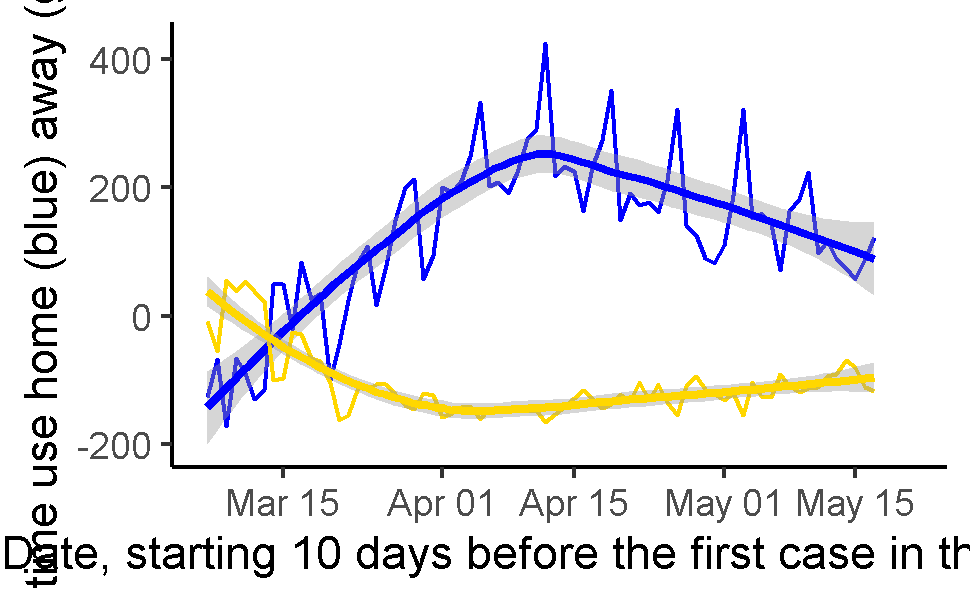 time use home (blue) away (
400
200
0
-200
Mar 15 Apr 01 Apr 15 May 01 May 15
Date, starting 10 days before the first case in th